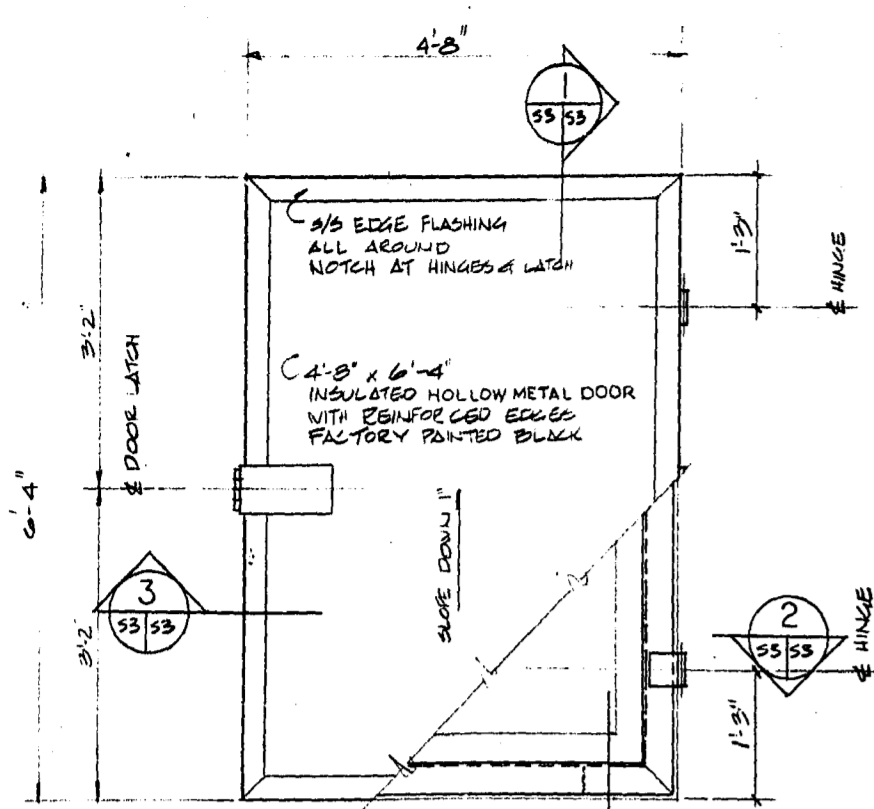 4'-8"
1
S3 S3
S/S EDGE FLASHING
ALL AROUND
NOTCH AT HINGES & LATCH
1'-3"
℄ HINGE
3'-2"
℄ DOOR LATCH
4'-8" x 6'-4"
INSULATED HOLLOW METAL DOOR
WITH REINFORCED EDGES
FACTORY PAINTED BLACK
6'-4"
SLOPE DOWN 1"
3
S3 S3
3'-2"
2
S3 S3
℄ HINGE
1'-3"